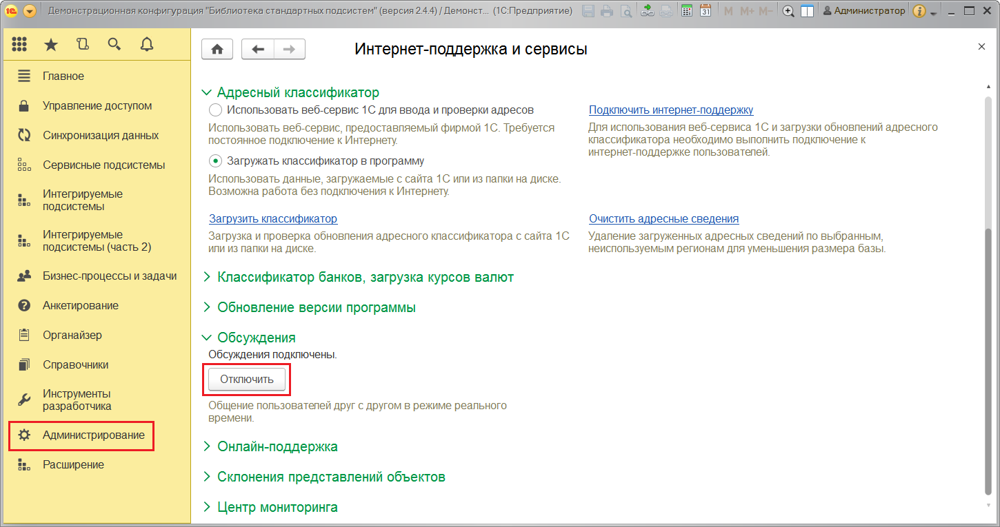 Демонстрационная конфигурация "Библиотека стандартных подсистем" (версия 2.4.4) / Демонст... (1С:Предприятие)
M M+ M-
Администратор
Интернет-поддержка и сервисы
Главное
Управление доступом
Синхронизация данных
Сервисные подсистемы
Интегрируемые
подсистемы
Интегрируемые
подсистемы (часть 2)
Бизнес-процессы и задачи
Анкетирование
Органайзер
Справочники
Инструменты
разработчика
Администрирование
Расширение
Адресный классификатор
Использовать веб-сервис 1С для ввода и проверки адресов
Использовать веб-сервис, предоставляемый фирмой 1С. Требуется
постоянное подключение к Интернету.
Подключить интернет-поддержку
Для использования веб-сервиса 1С и загрузки обновлений адресного
классификатора необходимо выполнить подключение к
интернет-поддержке пользователей.
Загружать классификатор в программу
Использовать данные, загружаемые с сайта 1С или из папки на диске.
Возможна работа без подключения к Интернету.
Загрузить классификатор
Загрузка и проверка обновления адресного классификатора с сайта 1С
или из папки на диске.
Очистить адресные сведения
Удаление загруженных адресных сведений по выбранным,
неиспользуемым регионам для уменьшения размера базы.
Классификатор банков, загрузка курсов валют
Обновление версии программы
Обсуждения
Обсуждения подключены.
Отключить
Общение пользователей друг с другом в режиме реального
времени.
Онлайн-поддержка
Склонения представлений объектов
Центр мониторинга